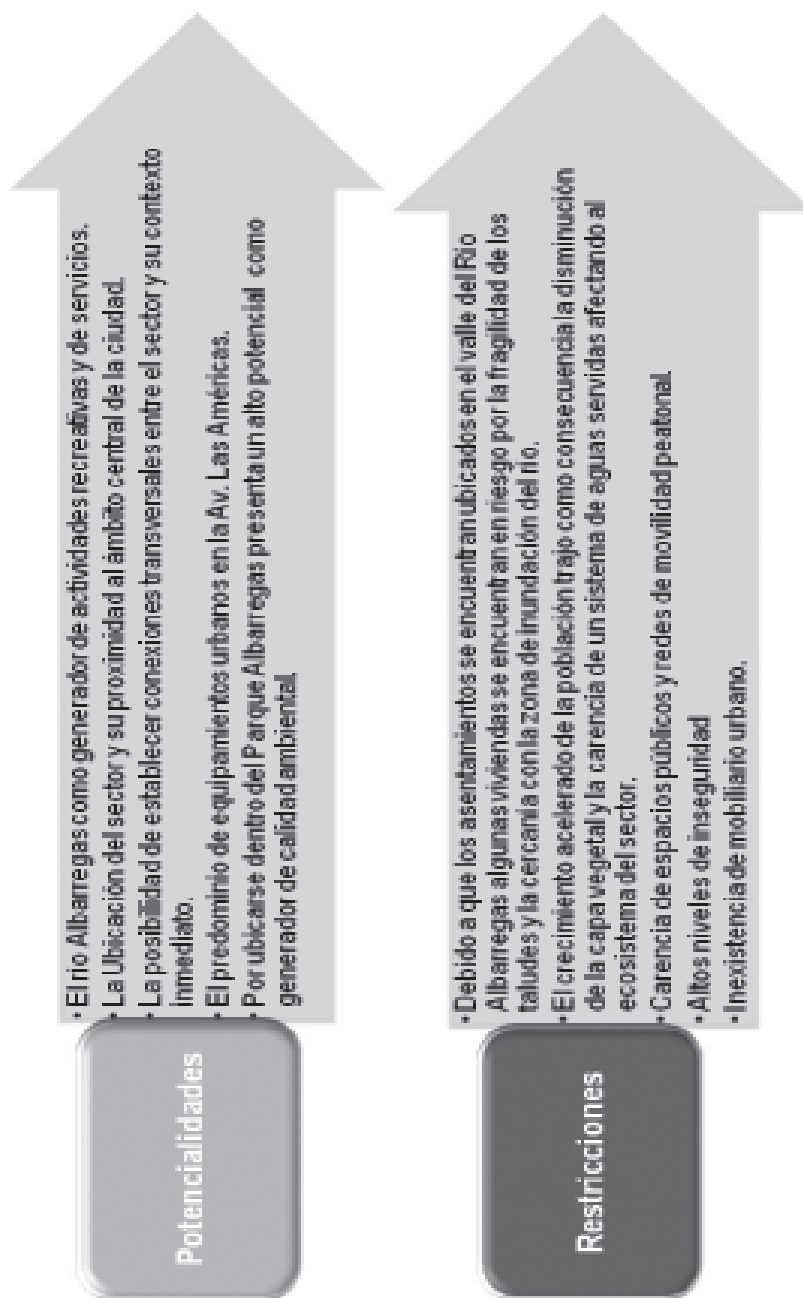 Potencialidades
• El rio Albarregas como generador de actividades recreativas y de servicios.
• La Ubicación del sector y su proximidad al ámbito central de la ciudad.
• La posibilidad de establecer conexiones transversales entre el sector y su contexto
inmediato.
• El predominio de equipamientos urbanos en la Av. Las Américas.
• Por ubicarse dentro del Parque Albarregas presenta un alto potencial como
generador de calidad ambiental.
Restricciones
• Debido a que los asentamientos se encuentran ubicados en el valle del Río
Albarregas algunas viviendas se encuentran en riesgo por la fragilidad de los
taludes y la cercanía con la zona de inundación del río.
• El crecimiento acelerado de la población trajo como consecuencia la disminución
de la capa vegetal y la carencia de un sistema de aguas servidas afectando al
ecosistema del sector.
• Carencia de espacios públicos y redes de movilidad peatonal.
• Altos niveles de inseguridad
• Inexistencia de mobiliario urbano.